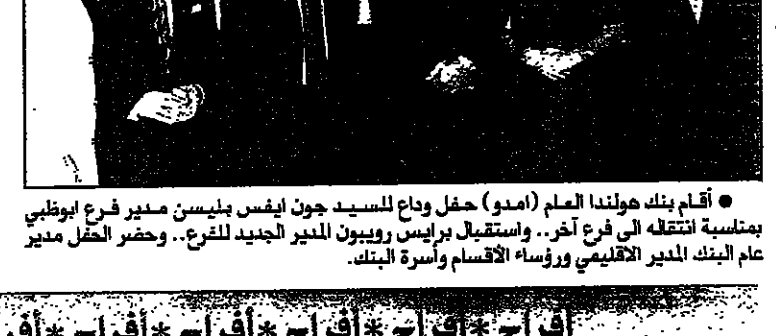 ● أقام بنك هولندا العام (امدو) حفل وداع للسيد جون ايفس بليسن مدير فرع ابوظبي
بمناسبة انتقاله الى فرع آخر.. واستقبال برايس روبيون المدير الجديد للفرع.. وحضر الحفل مدير
عام البنك المدير الاقليمي ورؤساء الأقسام وأسرة البنك.
أفراح * أفراح * أفراح * أفراح * أفراح